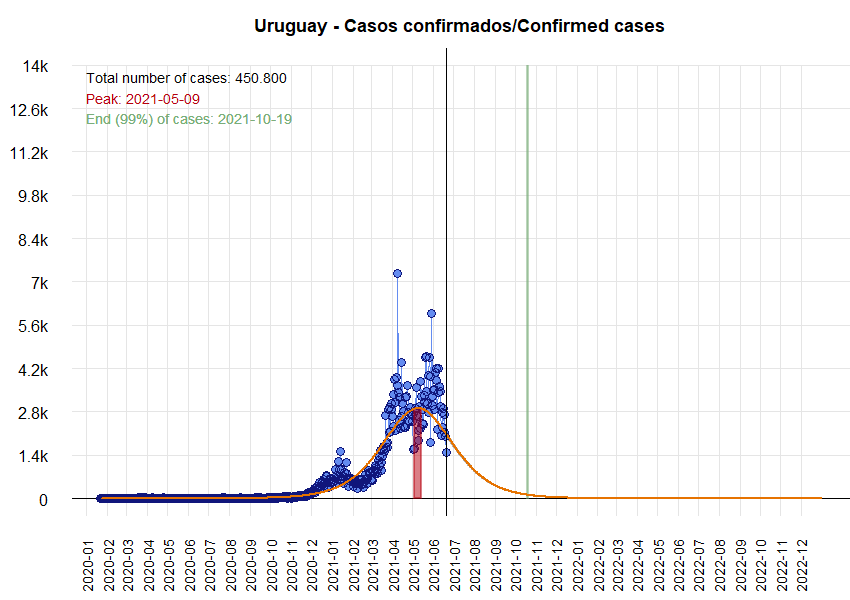 Uruguay - Casos confirmados/Confirmed cases
Total number of cases: 450.800
Peak: 2021-05-09
End (99%) of cases: 2021-10-19
14k
12.6k
11.2k
9.8k
8.4k
7k
5.6k
4.2k
2.8k
1.4k
0
2020-01
2020-02
2020-03
2020-04
2020-05
2020-06
2020-07
2020-08
2020-09
2020-10
2020-11
2020-12
2021-01
2021-02
2021-03
2021-04
2021-05
2021-06
2021-07
2021-08
2021-09
2021-10
2021-11
2021-12
2022-01
2022-02
2022-03
2022-04
2022-05
2022-06
2022-07
2022-08
2022-09
2022-10
2022-11
2022-12